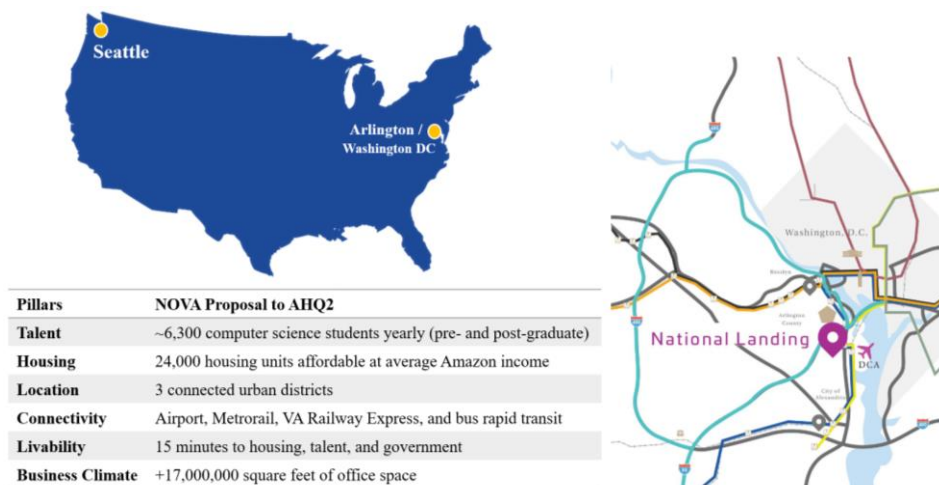 Seattle
Arlington /
Washington DC
Pillars NOVA Proposal to AHQ2
Talent ~6,300 computer science students yearly (pre- and post-graduate)
Housing 24,000 housing units affordable at average Amazon income
Location 3 connected urban districts
Connectivity Airport, Metrorail, VA Railway Express, and bus rapid transit
Livability 15 minutes to housing, talent, and government
Business Climate +17,000,000 square feet of office space
Washington, D.C.
Rosslyn
Arlington
County
National Landing
DCA
City of
Alexandria